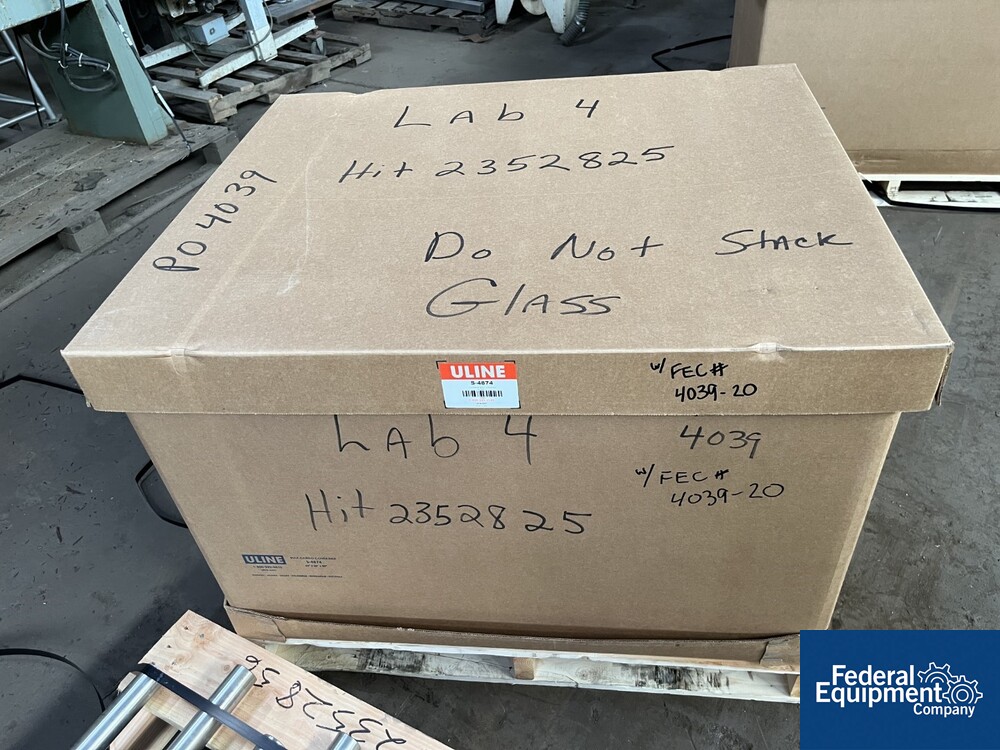 LAb 4
Hit 2352825
PO 4039
Do Not Stack
Glass
ULINE
S-4674
w/ FEC#
4039-20
LAb 4
4039
w/ FEC#
4039-20
Hit 2352825
ULINE
S-4674
Federal
Equipment
Company